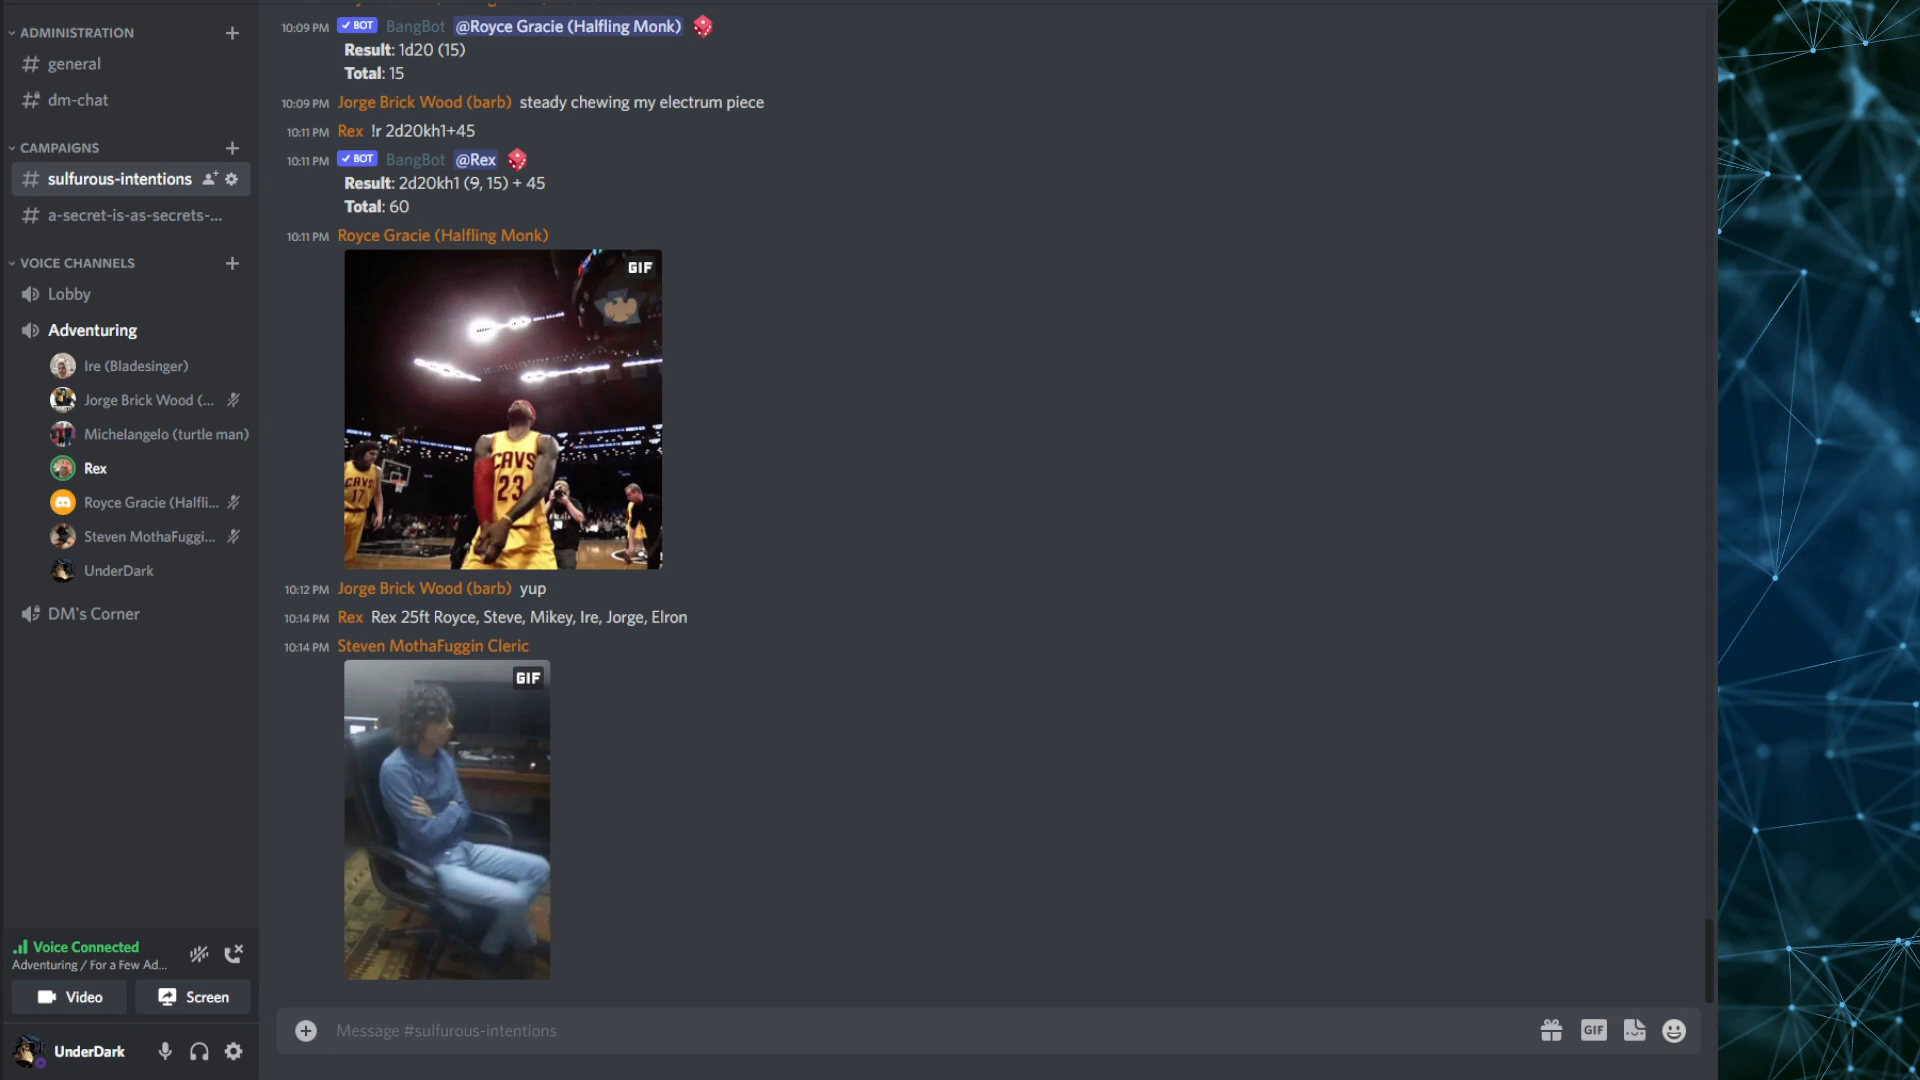 ADMINISTRATION
general
dm-chat
CAMPAIGNS
sulfurous-intentions
a-secret-is-as-secrets-...
VOICE CHANNELS
Lobby
Adventuring
Ire (Bladesinger)
Jorge Brick Wood (...
Michelangelo (turtle man)
Rex
Royce Gracie (Halfli...
Steven MothaFuggi...
UnderDark
DM's Corner
Voice Connected
Adventuring / For a Few Ad...
Video
Screen
UnderDark
10:09 PM BOT BangBot @Royce Gracie (Halfling Monk)
Result: 1d20 (15)
Total: 15
10:09 PM Jorge Brick Wood (barb) steady chewing my electrum piece
10:11 PM Rex !r 2d20kh1+45
10:11 PM BOT BangBot @Rex
Result: 2d20kh1 (9, 15) + 45
Total: 60
10:11 PM Royce Gracie (Halfling Monk)
GIF
CAVS
23
CAVS
17
10:12 PM Jorge Brick Wood (barb) yup
10:14 PM Rex Rex 25ft Royce, Steve, Mikey, Ire, Jorge, Elron
10:14 PM Steven MothaFuggin Cleric
GIF
Message #sulfurous-intentions
GIF